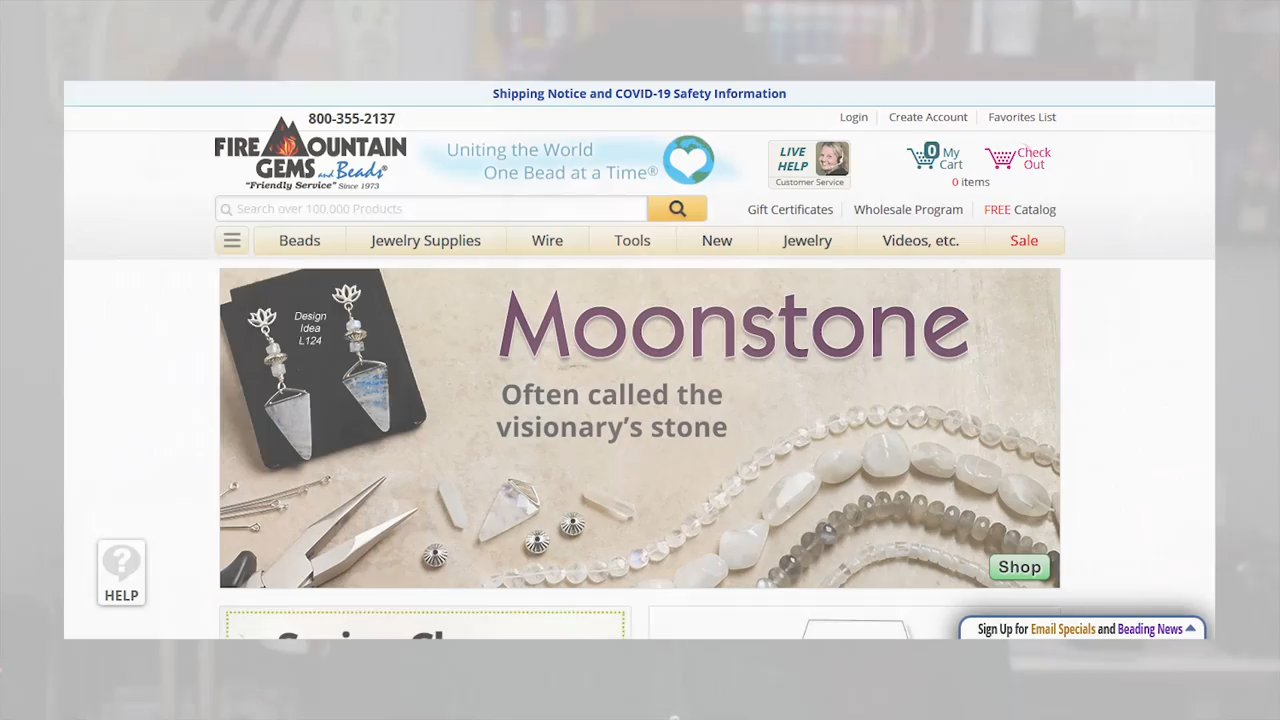 Shipping Notice and COVID-19 Safety Information
800-355-2137
Login
Create Account
Favorites List
FIRE MOUNTAIN
GEMS and Beads®
"Friendly Service" Since 1973
Uniting the World
One Bead at a Time®
LIVE
HELP
Customer Service
0 My
Cart
Check
Out
0 items
Search over 100,000 Products
Gift Certificates
Wholesale Program
FREE Catalog
Beads
Jewelry Supplies
Wire
Tools
New
Jewelry
Videos, etc.
Sale
Design
Idea
L124
Moonstone
Often called the
visionary's stone
Shop
?
HELP
Sign Up for Email Specials and Beading News